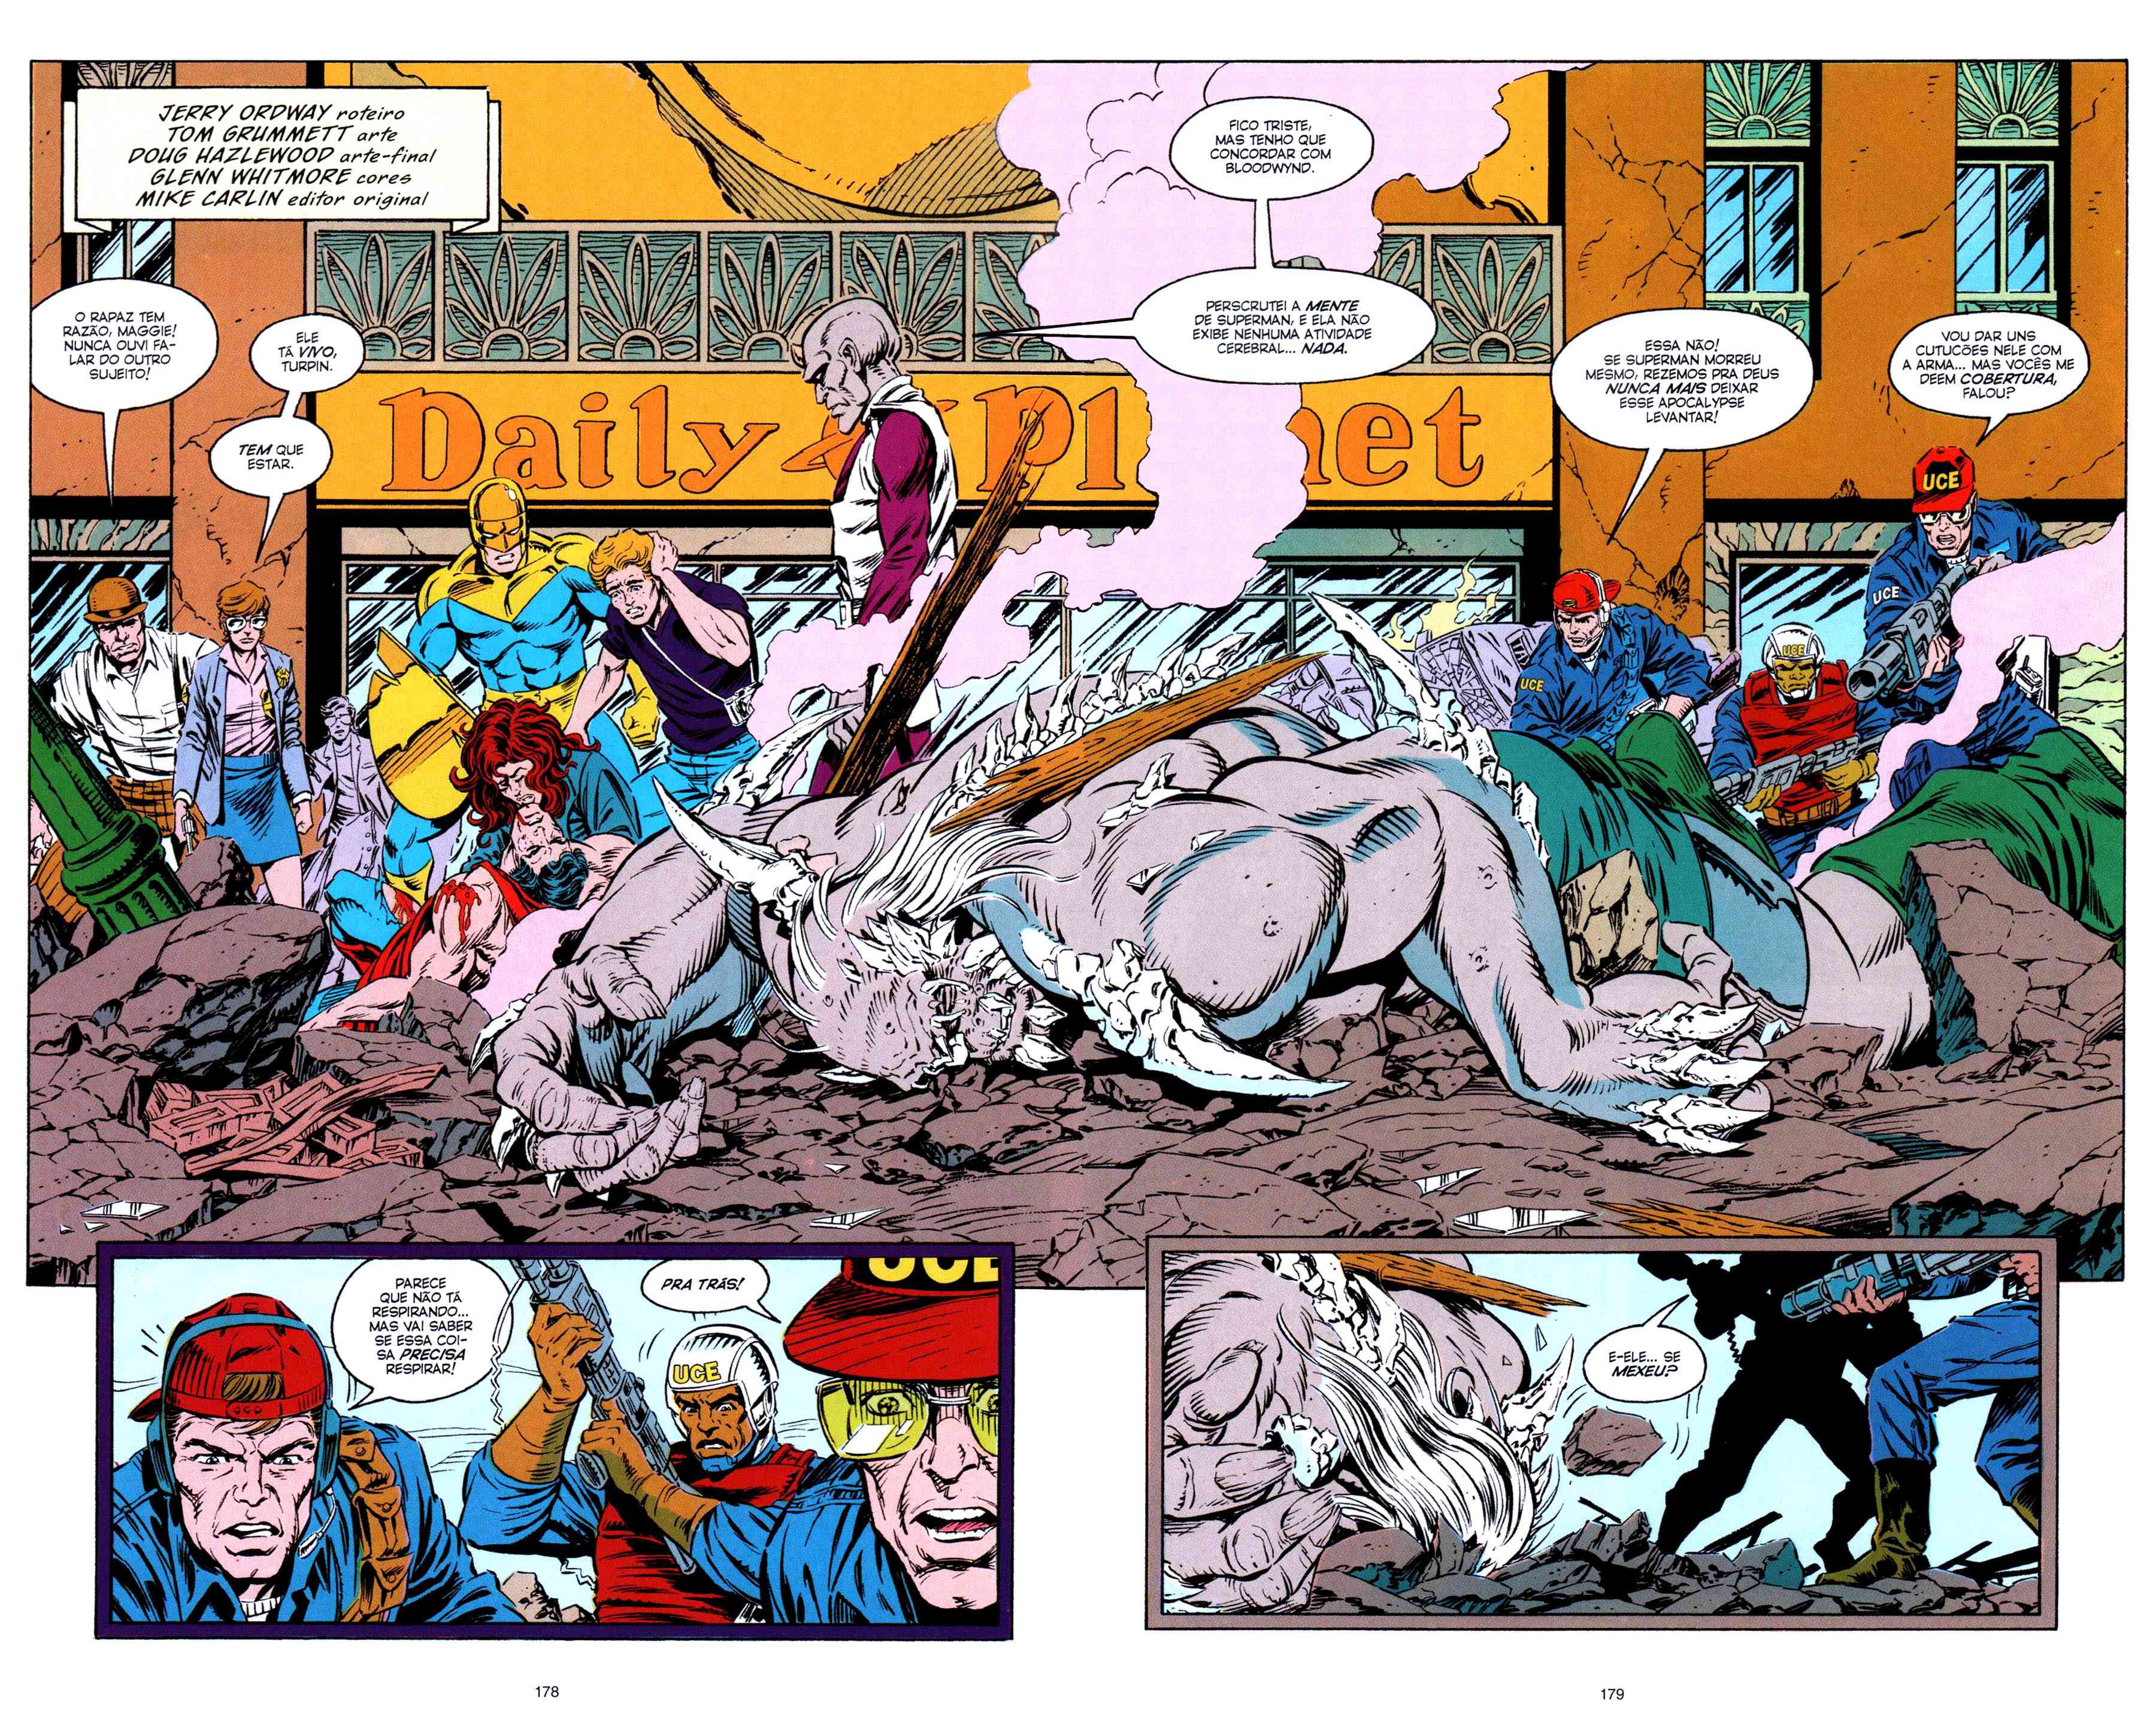 JERRY ORDWAY roteiro
TOM GRUMMETT arte
DOUG HAZLEWOOD arte-final
GLENN WHITMORE cores
MIKE CARLIN editor original
O RAPAZ TEM
RAZÃO, MAGGIE!
NUNCA OUVI FA-
LAR DO OUTRO
SUJEITO!
ELE
TÁ VIVO,
TURPIN.
TEM QUE
ESTAR.
FICO TRISTE,
MAS TENHO QUE
CONCORDAR COM
BLOODWYND.
PERSCRUTEI A MENTE
DE SUPERMAN, E ELA NÃO
EXIBE NENHUMA ATIVIDADE
CEREBRAL... NADA.
ESSA NÃO!
SE SUPERMAN MORREU
MESMO, REZEMOS PRA DEUS
NUNCA MAIS DEIXAR
ESSE APOCALYPSE
LEVANTAR!
VOU DAR UNS
CUTUCÕES NELE COM
A ARMA... MAS VOCÊS ME
DEEM COBERTURA,
FALOU?
Daily Pl net
UCE
UCE
UCE
UCE
PARECE
QUE NÃO TÁ
RESPIRANDO...
MAS VAI SABER
SE ESSA COI-
SA PRECISA
RESPIRAR!
PRA TRÁS!
UCE
UCE
E-ELE... SE
MEXEU?
178
179